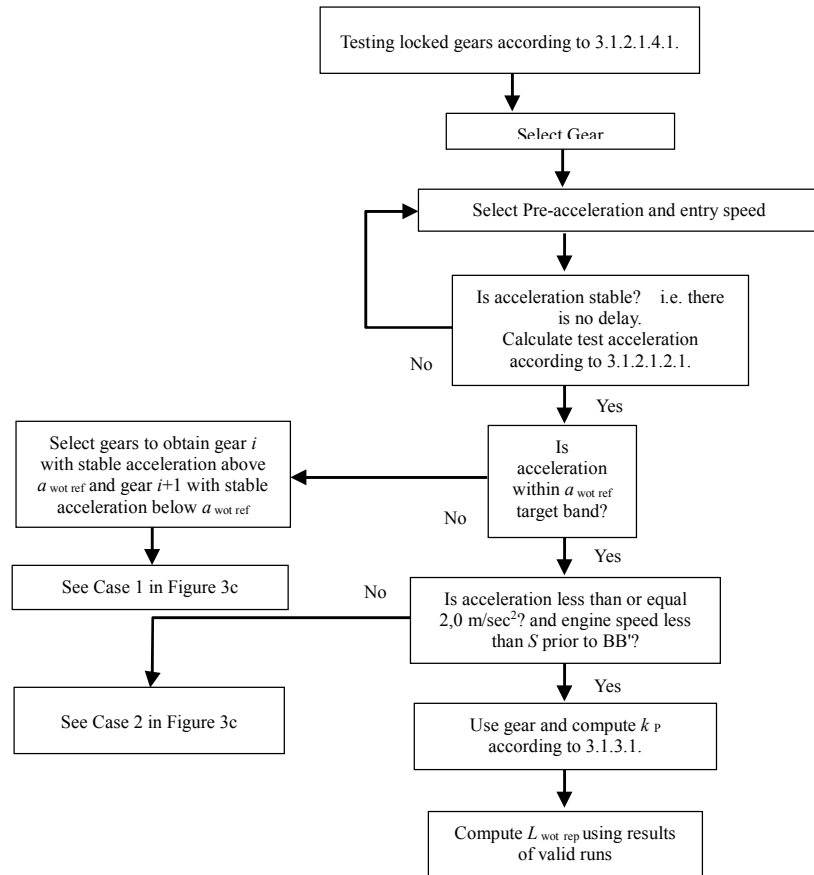 Testing locked gears according to 3.1.2.1.4.1.
Select Gear
Select Pre-acceleration and entry speed
Is acceleration stable? i.e. there
is no delay.
Calculate test acceleration
according to 3.1.2.1.2.1.
No
Yes
Select gears to obtain gear i
with stable acceleration above
a wot ref and gear i+1 with stable
acceleration below a wot ref
Is
acceleration
within a wot ref
target band?
No
Yes
See Case 1 in Figure 3c
No
Is acceleration less than or equal
2,0 m/sec²? and engine speed less
than S prior to BB'?
Yes
See Case 2 in Figure 3c
Use gear and compute k P
according to 3.1.3.1.
Compute L wot rep using results
of valid runs